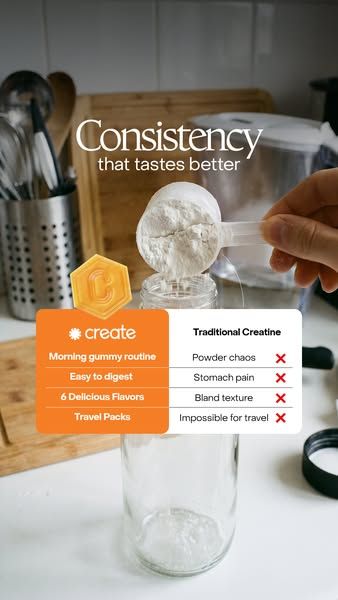 Consistency
that tastes better
C
create
Traditional Creatine
Morning gummy routine
Powder chaos
Easy to digest
Stomach pain
6 Delicious Flavors
Bland texture
Travel Packs
Impossible for travel